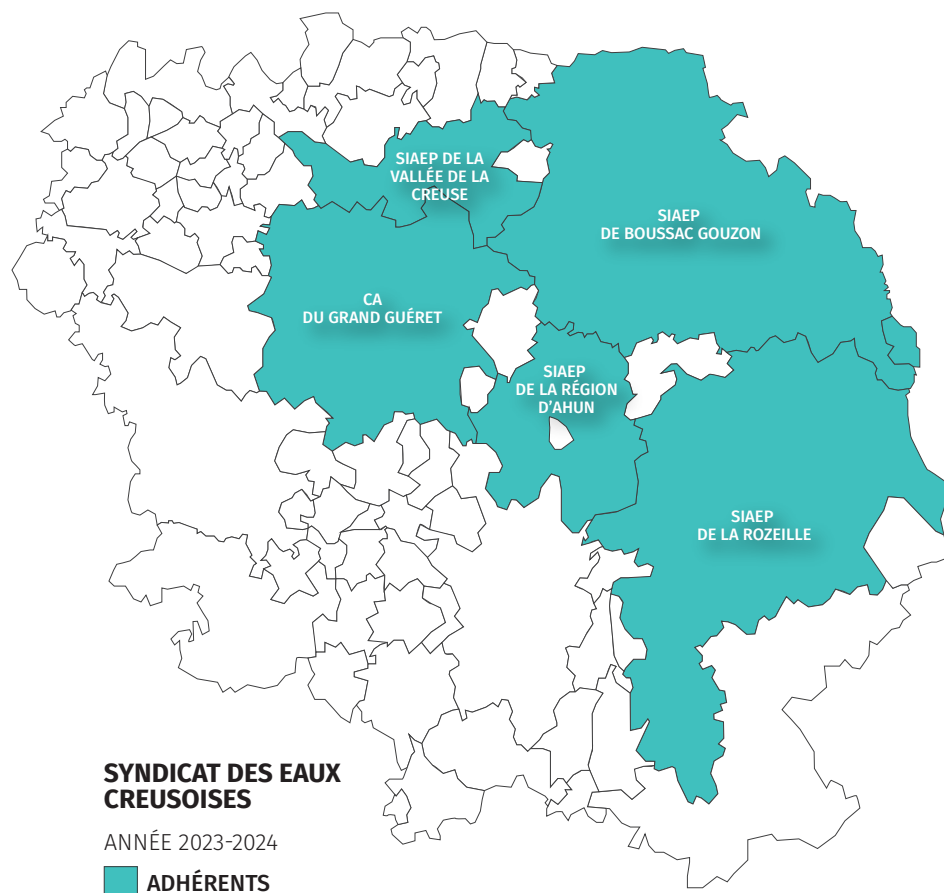 SIAEP DE LA
VALLÉE DE LA
CREUSE
SIAEP
DE BOUSSAC GOUZON
CA
DU GRAND GUÉRET
SIAEP
DE LA RÉGION
D'AHUN
SIAEP
DE LA ROZEILLE
SYNDICAT DES EAUX
CREUSOISES
ANNÉE 2023-2024
ADHÉRENTS